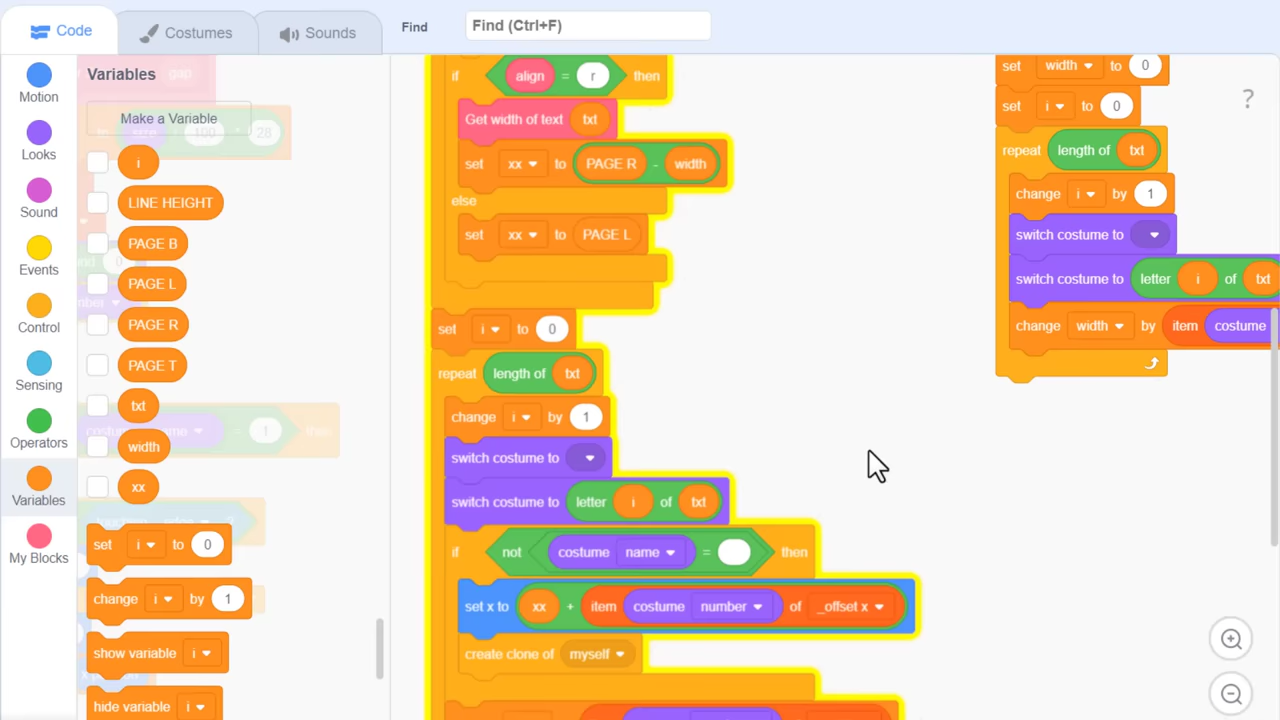 Code
Costumes
Sounds
Find
Find (Ctrl+F)
Motion
Looks
Sound
Events
Control
Sensing
Operators
Variables
My Blocks
Variables
Make a Variable
i
LINE HEIGHT
PAGE B
PAGE L
PAGE R
PAGE T
txt
width
xx
set i to 0
change i by 1
show variable i
hide variable i
if align = r then
Get width of text txt
set xx to PAGE R - width
else
set xx to PAGE L
set i to 0
repeat length of txt
change i by 1
switch costume to
switch costume to letter i of txt
if not costume name = then
set x to xx + item costume number of _offset x
create clone of myself
set width to 0
set i to 0
repeat length of txt
change i by 1
switch costume to
switch costume to letter i of txt
change width by item costume
?